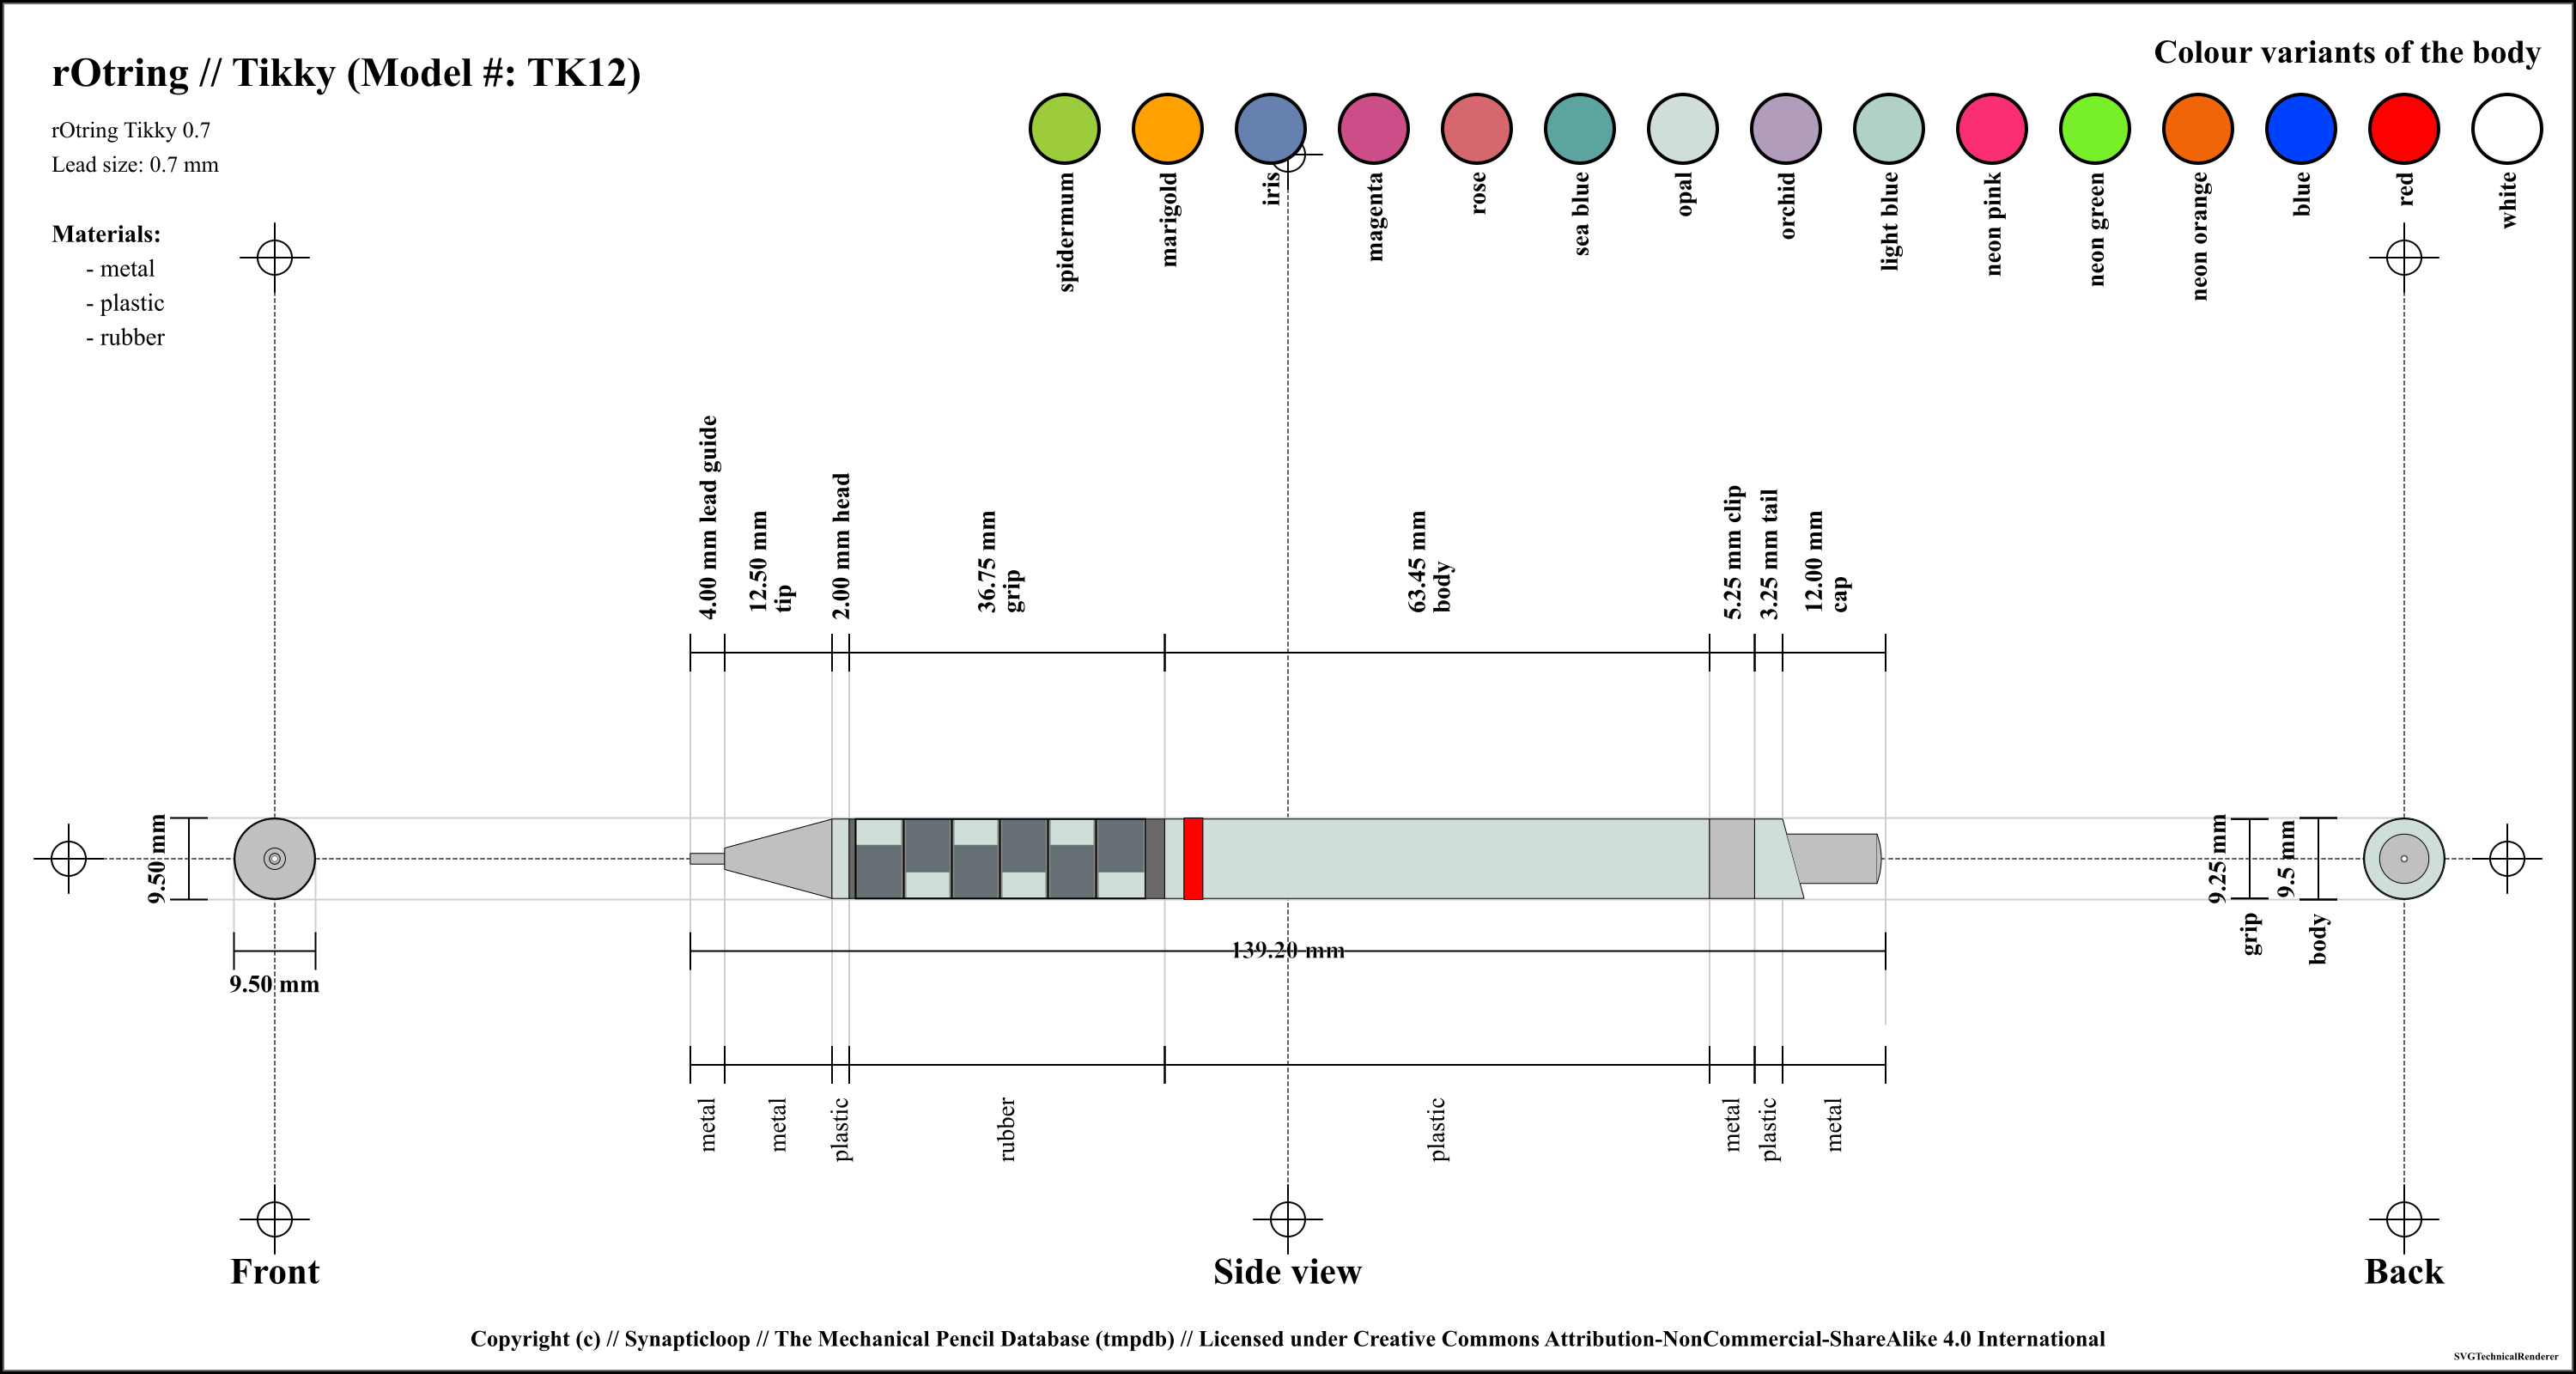 rOtring // Tikky (Model #: TK12)
rOtring Tikky 0.7
Lead size: 0.7 mm
Materials:
- metal
- plastic
- rubber
Colour variants of the body
spidermum
marigold
iris
magenta
rose
sea blue
opal
orchid
light blue
neon pink
neon green
neon orange
blue
red
white
4.00 mm lead guide
12.50 mm
tip
2.00 mm head
36.75 mm
grip
63.45 mm
body
5.25 mm clip
3.25 mm tail
12.00 mm
cap
9.50 mm
9.50 mm
139.20 mm
9.25 mm
grip
9.5 mm
body
metal
metal
plastic
rubber
plastic
metal
plastic
metal
Front
Side view
Back
Copyright (c) // Synapticloop // The Mechanical Pencil Database (tmpdb) // Licensed under Creative Commons Attribution-NonCommercial-ShareAlike 4.0 International
SVGTechnicalRenderer